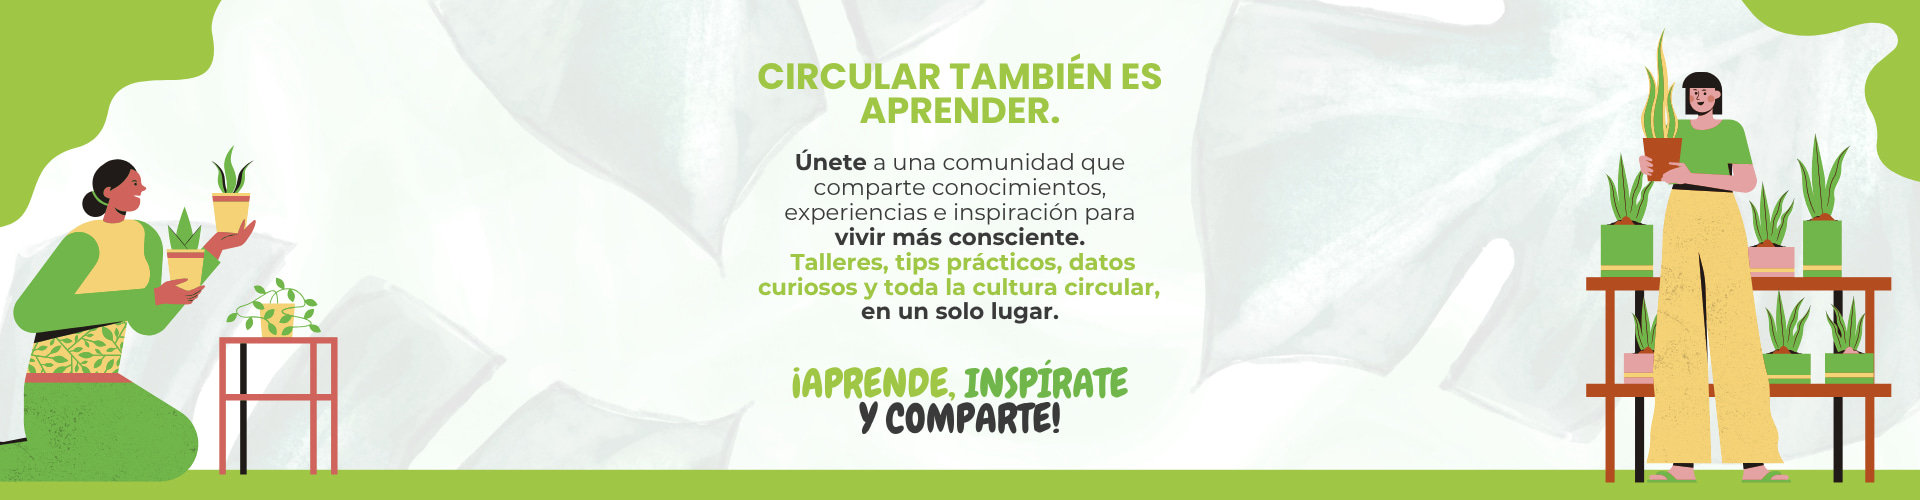 CIRCULAR TAMBIÉN ES
APRENDER.
Únete a una comunidad que
comparte conocimientos,
experiencias e inspiración para
vivir más consciente.
Talleres, tips prácticos, datos
curiosos y toda la cultura circular,
en un solo lugar.
¡APRENDE, INSPÍRATE
Y COMPARTE!